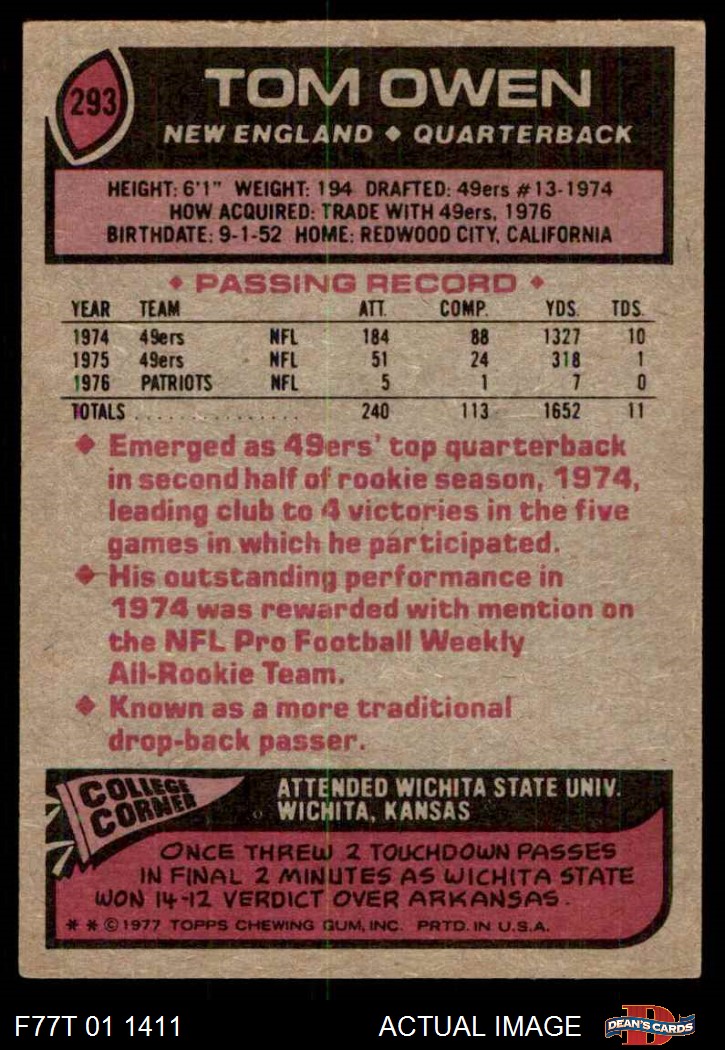 293
TOM OWEN
NEW ENGLAND ♦ QUARTERBACK
HEIGHT: 6'1" WEIGHT: 194 DRAFTED: 49ers #13-1974
HOW ACQUIRED: TRADE WITH 49ers, 1976
BIRTHDATE: 9-1-52 HOME: REDWOOD CITY, CALIFORNIA
♦ PASSING RECORD ♦
YEAR TEAM ATT. COMP. YDS. TDS.
1974 49ers NFL 184 88 1327 10
1975 49ers NFL 51 24 318 1
1976 PATRIOTS NFL 5 1 7 0
TOTALS ................ 240 113 1652 11
♦ Emerged as 49ers' top quarterback
in second half of rookie season, 1974,
leading club to 4 victories in the five
games in which he participated.
♦ His outstanding performance in
1974 was rewarded with mention on
the NFL Pro Football Weekly
All-Rookie Team.
♦ Known as a more traditional
drop-back passer.
COLLEGE
CORNER
ATTENDED WICHITA STATE UNIV.
WICHITA, KANSAS
ONCE THREW 2 TOUCHDOWN PASSES
IN FINAL 2 MINUTES AS WICHITA STATE
WON 14-12 VERDICT OVER ARKANSAS.
* * © 1977 TOPPS CHEWING GUM, INC. PRTD. IN U.S.A.
F77T 01 1411 ACTUAL IMAGE
D
DEAN'S CARDS